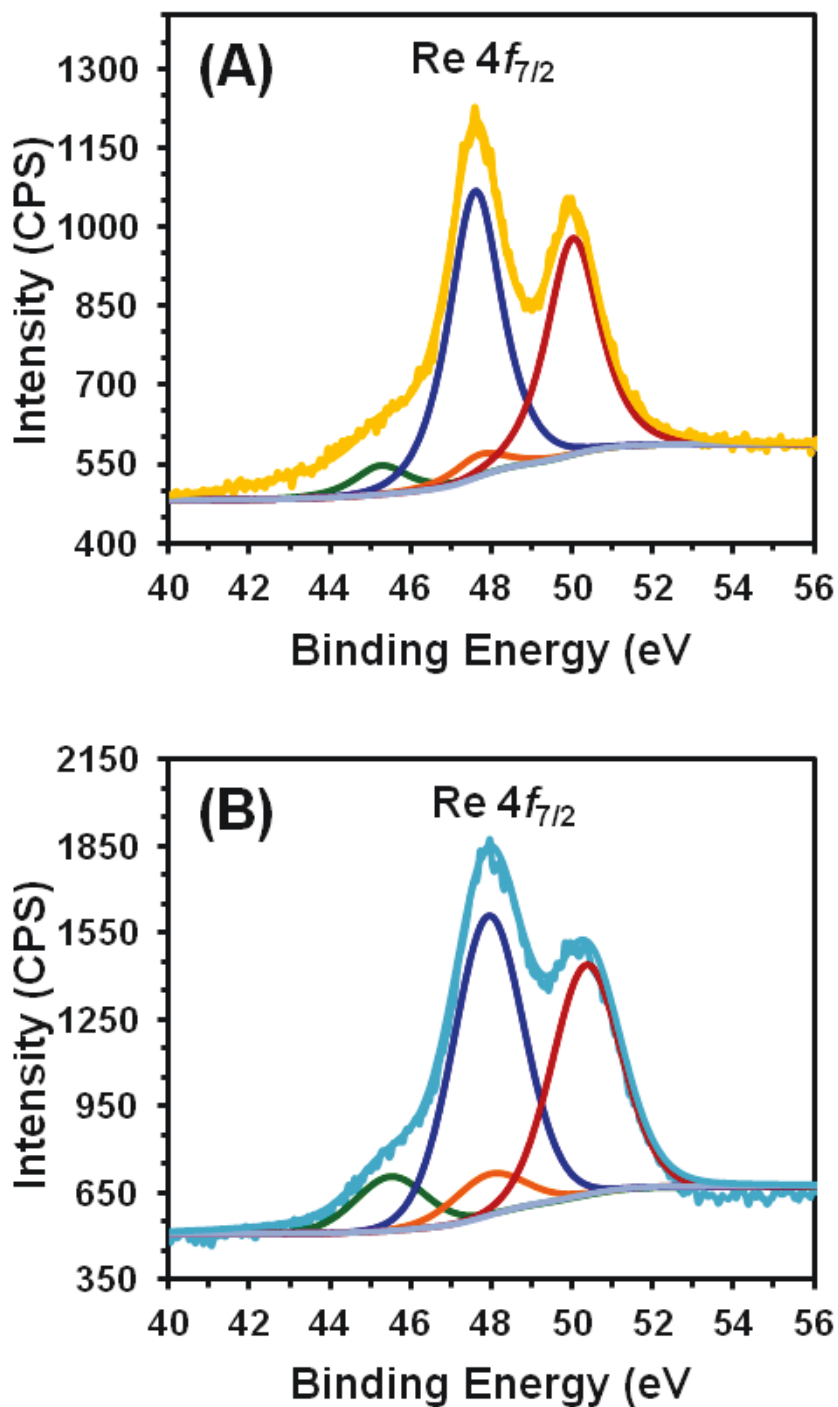 (A)
Re 4f7/2
1300
1150
1000
850
700
550
400
Intensity (CPS)
40 42 44 46 48 50 52 54 56
Binding Energy (eV
(B)
Re 4f7/2
2150
1850
1550
1250
950
650
350
Intensity (CPS)
40 42 44 46 48 50 52 54 56
Binding Energy (eV